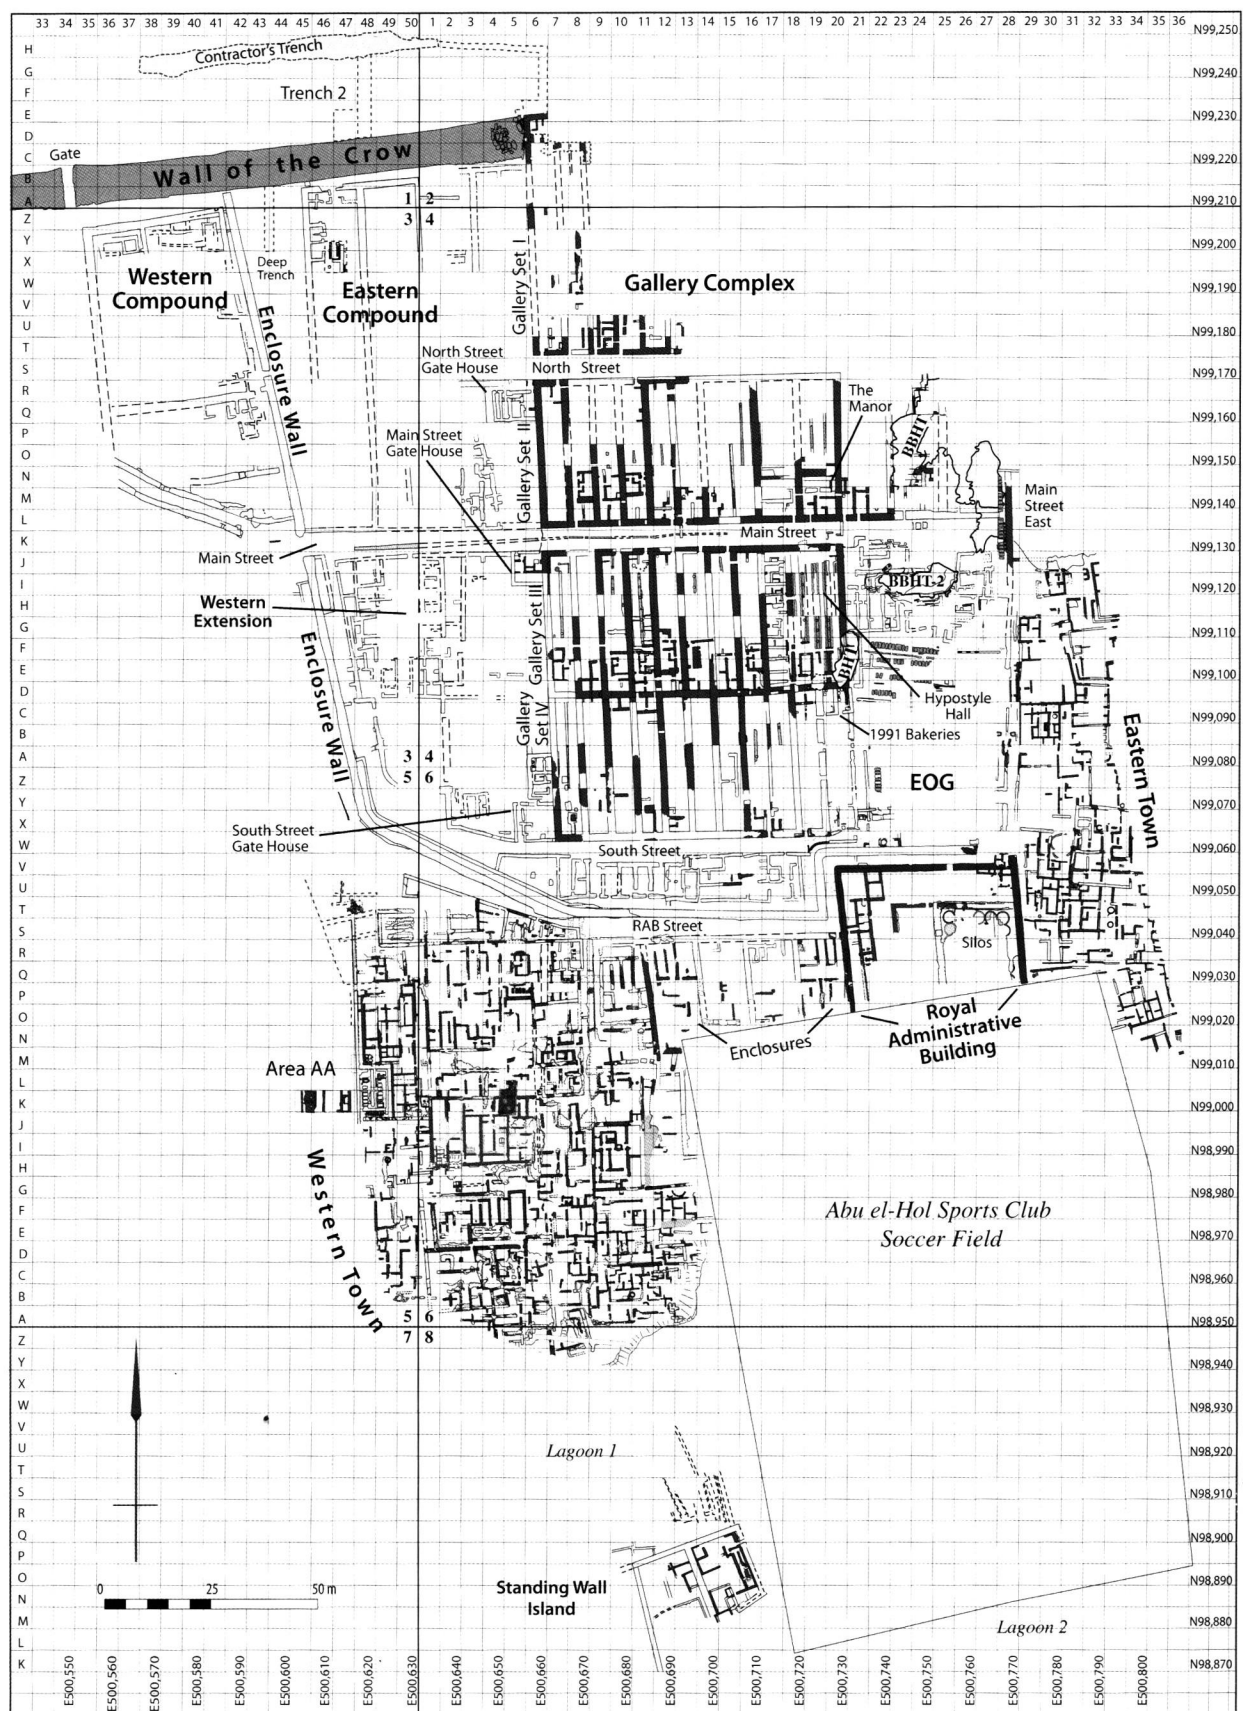 33 34 35 36 37 38 39 40 41 42 43 44 45 46 47 48 49 50 1 2 3 4 5 6 7 8 9 10 11 12 13 14 15 16 17 18 19 20 21 22 23 24 25 26 27 28 29 30 31 32 33 34 35 36
N99,250
H
Contractor's Trench
G
N99,240
F
Trench 2
E
N99,230
D
Gate
C
Wall of the Crow
N99,220
B
A
1 2
N99,210
Z
3 4
Y
N99,200
X
Deep
Trench
W
Western
Compound
Eastern
Compound
Gallery Set I
Gallery Complex
N99,190
V
Enclosure Wall
U
N99,180
T
North Street
Gate House
S
North Street
N99,170
R
The
Manor
Q
N99,160
P
Main Street
Gate House
Gallery Set II
BBHT
O
N99,150
N
Main
Street
East
M
N99,140
L
Main Street
K
Main Street
N99,130
J
I
BBHT-2
N99,120
H
Western
Extension
G
N99,110
F
Enclosure Wall
Gallery Set III
BHT
E
N99,100
D
Hypostyle
Hall
C
Gallery
Set IV
N99,090
B
1991 Bakeries
Eastern Town
A
3 4
N99,080
Z
5 6
EOG
Y
N99,070
X
South Street
Gate House
W
South Street
N99,060
V
U
N99,050
T
RAB Street
S
Silos
N99,040
R
Q
N99,030
P
Royal
Administrative
Building
O
N99,020
N
Enclosures
M
N99,010
L
Area AA
K
N99,000
J
I
N98,990
H
Western Town
G
N98,980
F
Abu el-Hol Sports Club
Soccer Field
E
N98,970
D
C
N98,960
B
A
5 6
N98,950
Z
7 8
Y
N98,940
X
W
N98,930
V
U
Lagoon 1
N98,920
T
S
N98,910
R
Q
N98,900
P
O
0 25 50 m
Standing Wall
Island
N98,890
N
M
N98,880
L
Lagoon 2
K
N98,870
E500,550 E500,560 E500,570 E500,580 E500,590 E500,600 E500,610 E500,620 E500,630 E500,640 E500,650 E500,660 E500,670 E500,680 E500,690 E500,700 E500,710 E500,720 E500,730 E500,740 E500,750 E500,760 E500,770 E500,780 E500,790 E500,800